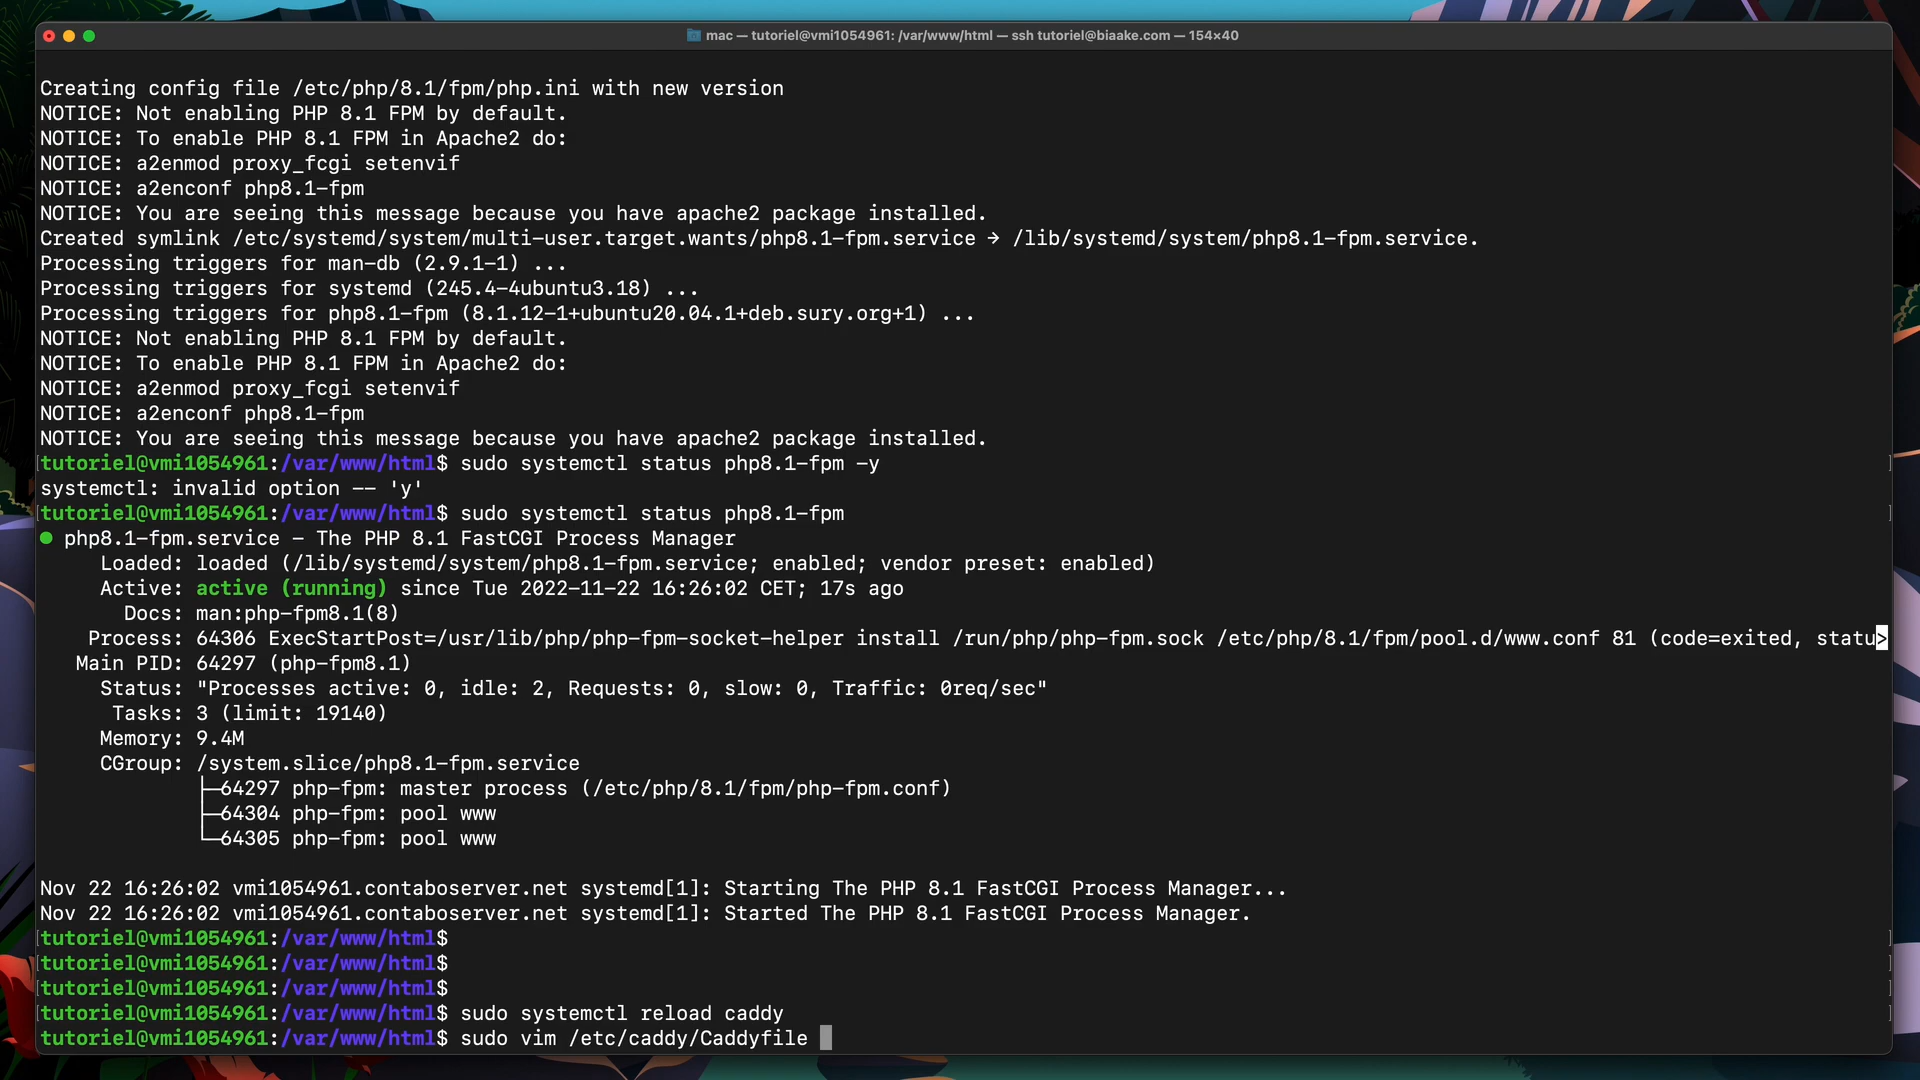 mac — tutoriel@vmi1054961: /var/www/html — ssh tutoriel@biaake.com — 154×40
Creating config file /etc/php/8.1/fpm/php.ini with new version
NOTICE: Not enabling PHP 8.1 FPM by default.
NOTICE: To enable PHP 8.1 FPM in Apache2 do:
NOTICE: a2enmod proxy_fcgi setenvif
NOTICE: a2enconf php8.1-fpm
NOTICE: You are seeing this message because you have apache2 package installed.
Created symlink /etc/systemd/system/multi-user.target.wants/php8.1-fpm.service → /lib/systemd/system/php8.1-fpm.service.
Processing triggers for man-db (2.9.1-1) ...
Processing triggers for systemd (245.4-4ubuntu3.18) ...
Processing triggers for php8.1-fpm (8.1.12-1+ubuntu20.04.1+deb.sury.org+1) ...
NOTICE: Not enabling PHP 8.1 FPM by default.
NOTICE: To enable PHP 8.1 FPM in Apache2 do:
NOTICE: a2enmod proxy_fcgi setenvif
NOTICE: a2enconf php8.1-fpm
NOTICE: You are seeing this message because you have apache2 package installed.
[tutoriel@vmi1054961:/var/www/html$ sudo systemctl status php8.1-fpm -y ]
systemctl: invalid option -- 'y'
[tutoriel@vmi1054961:/var/www/html$ sudo systemctl status php8.1-fpm ]
● php8.1-fpm.service - The PHP 8.1 FastCGI Process Manager
Loaded: loaded (/lib/systemd/system/php8.1-fpm.service; enabled; vendor preset: enabled)
Active: active (running) since Tue 2022-11-22 16:26:02 CET; 17s ago
Docs: man:php-fpm8.1(8)
Process: 64306 ExecStartPost=/usr/lib/php/php-fpm-socket-helper install /run/php/php-fpm.sock /etc/php/8.1/fpm/pool.d/www.conf 81 (code=exited, statu>
Main PID: 64297 (php-fpm8.1)
Status: "Processes active: 0, idle: 2, Requests: 0, slow: 0, Traffic: 0req/sec"
Tasks: 3 (limit: 19140)
Memory: 9.4M
CGroup: /system.slice/php8.1-fpm.service
├─64297 php-fpm: master process (/etc/php/8.1/fpm/php-fpm.conf)
├─64304 php-fpm: pool www
└─64305 php-fpm: pool www
Nov 22 16:26:02 vmi1054961.contaboserver.net systemd[1]: Starting The PHP 8.1 FastCGI Process Manager...
Nov 22 16:26:02 vmi1054961.contaboserver.net systemd[1]: Started The PHP 8.1 FastCGI Process Manager.
[tutoriel@vmi1054961:/var/www/html$ ]
[tutoriel@vmi1054961:/var/www/html$ ]
[tutoriel@vmi1054961:/var/www/html$ ]
[tutoriel@vmi1054961:/var/www/html$ sudo systemctl reload caddy ]
tutoriel@vmi1054961:/var/www/html$ sudo vim /etc/caddy/Caddyfile